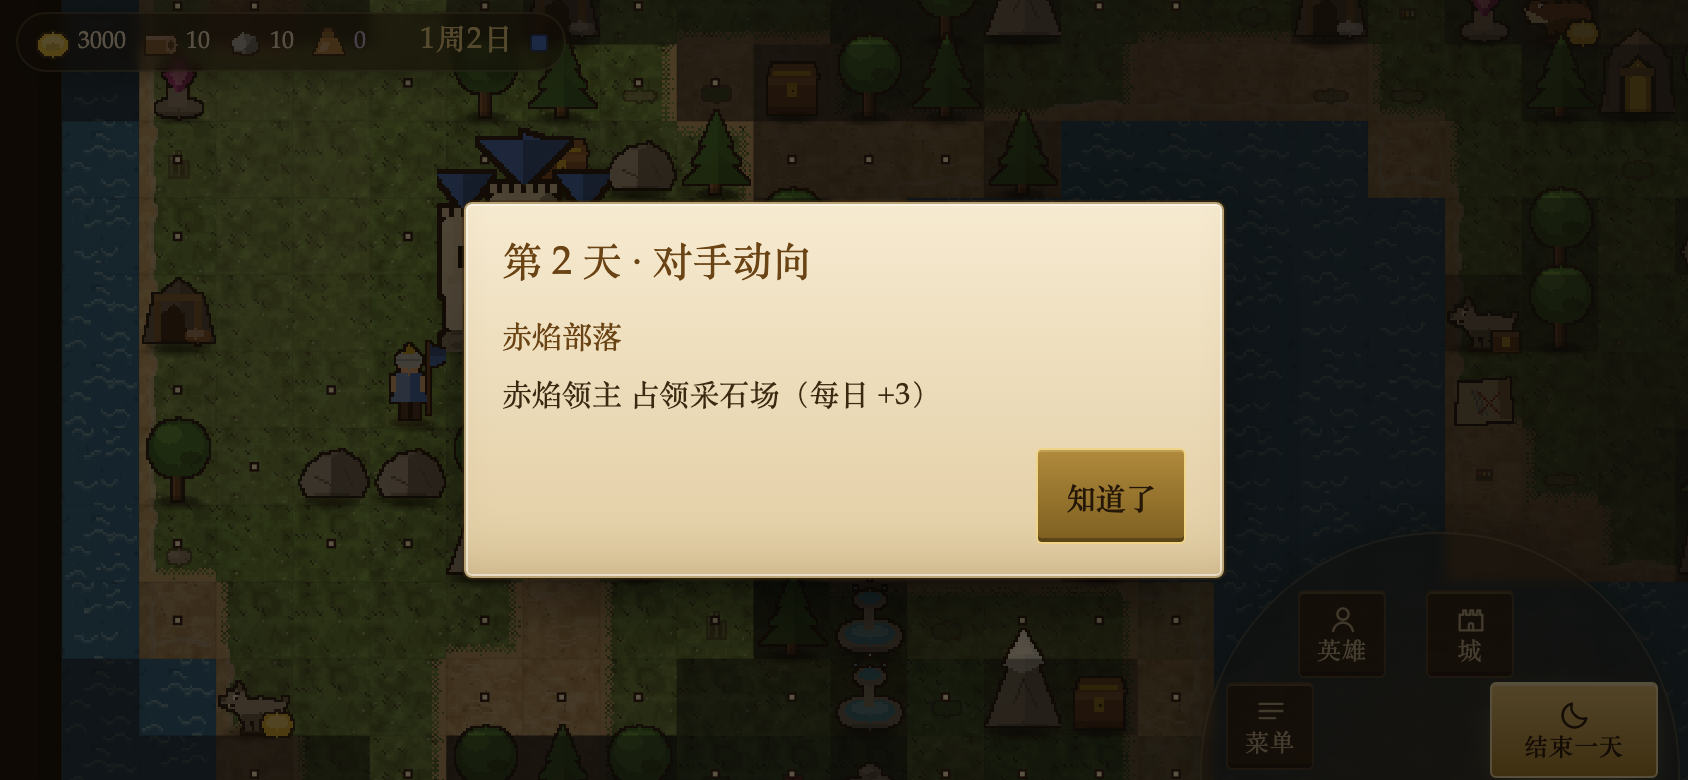 3000 10 10 0 1周2日
第 2 天 · 对手动向
赤焰部落
赤焰领主 占领采石场（每日 +3）
知道了
英雄
城
菜单
结束一天